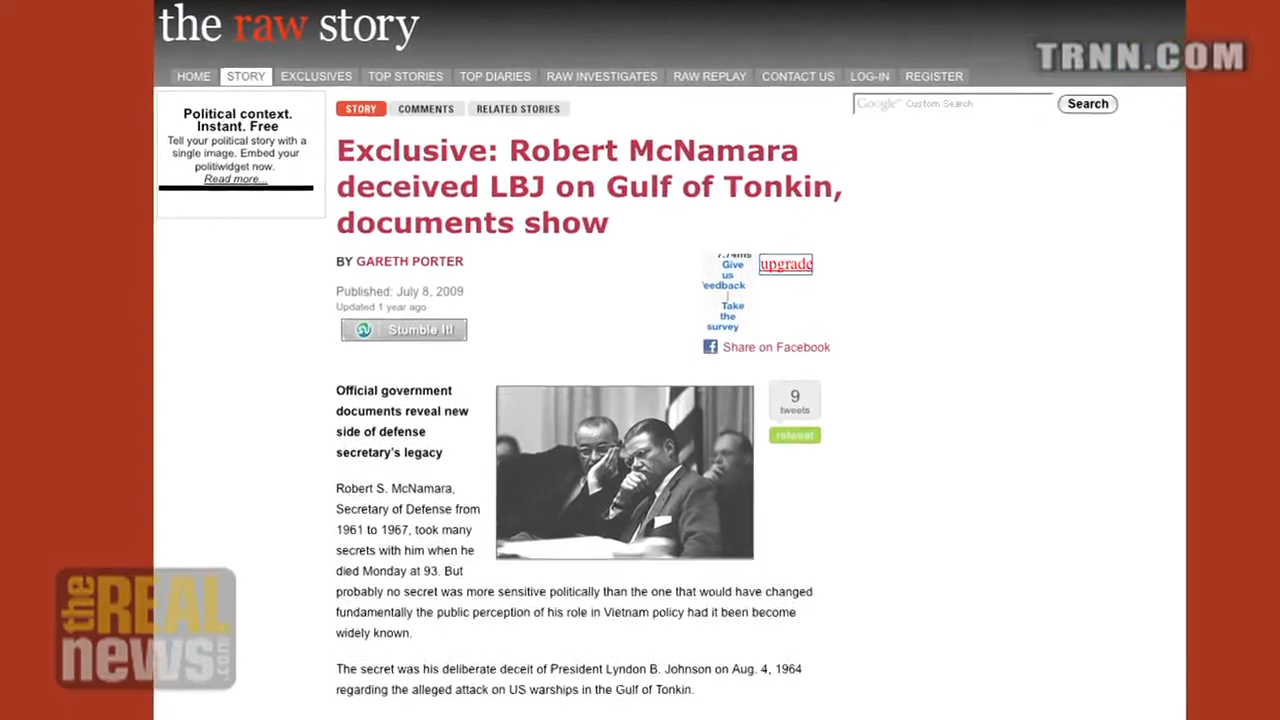 the raw story
TRNN.COM
HOME STORY EXCLUSIVES TOP STORIES TOP DIARIES RAW INVESTIGATES RAW REPLAY CONTACT US LOG-IN REGISTER
Political context.
Instant. Free
Tell your political story with a
single image. Embed your
politiwidget now.
Read more...
STORY COMMENTS RELATED STORIES
Google™ Custom Search Search
Exclusive: Robert McNamara
deceived LBJ on Gulf of Tonkin,
documents show
BY GARETH PORTER
Published: July 8, 2009
Updated 1 year ago
Stumble It!
Give
us
feedback
|
Take
the
survey
upgrade
Share on Facebook
Official government
documents reveal new
side of defense
secretary's legacy
9
tweets
retweet
Robert S. McNamara,
Secretary of Defense from
1961 to 1967, took many
secrets with him when he
died Monday at 93. But
probably no secret was more sensitive politically than the one that would have changed
fundamentally the public perception of his role in Vietnam policy had it been become
widely known.
The secret was his deliberate deceit of President Lyndon B. Johnson on Aug. 4, 1964
regarding the alleged attack on US warships in the Gulf of Tonkin.
the REAL
news.com